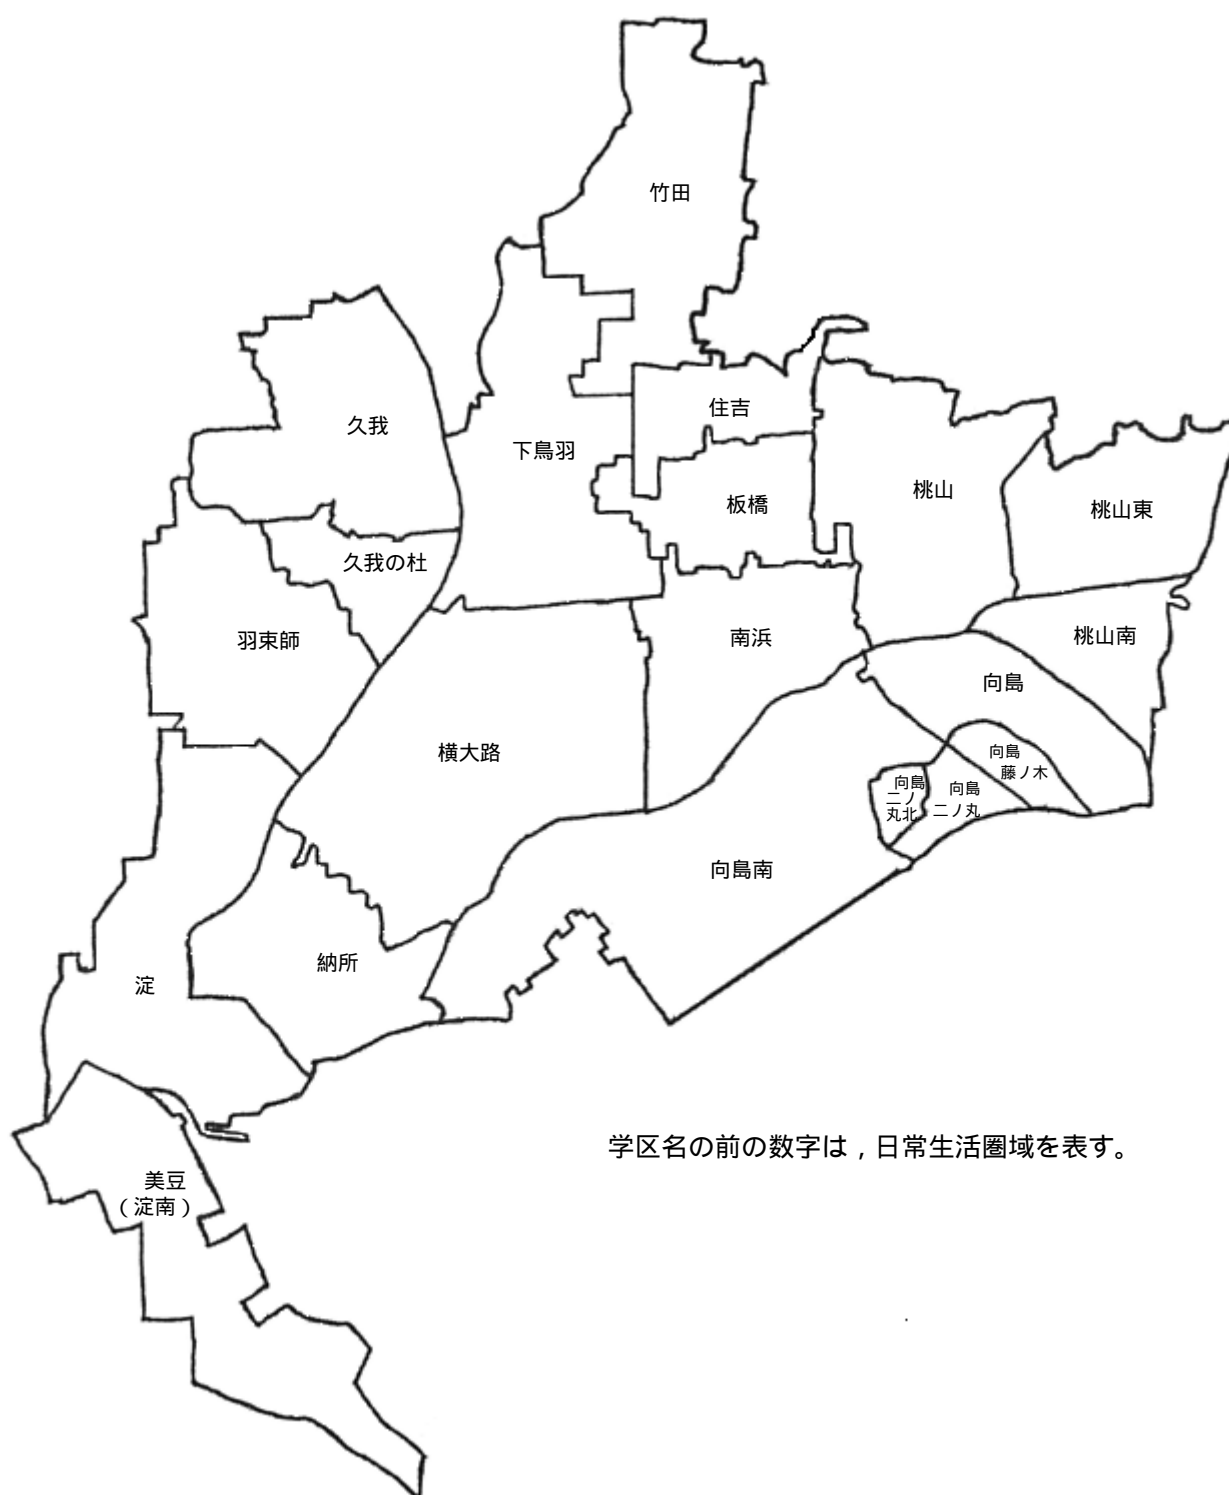 竹田
久我
住吉
下鳥羽
桃山
板橋
桃山東
久我の杜
羽束師
南浜
桃山南
向島
横大路
向島
藤ノ木
向島
二ノ
丸北
向島
二ノ丸
向島南
納所
淀
学区名の前の数字は，日常生活圏域を表す。
美豆
（淀南）